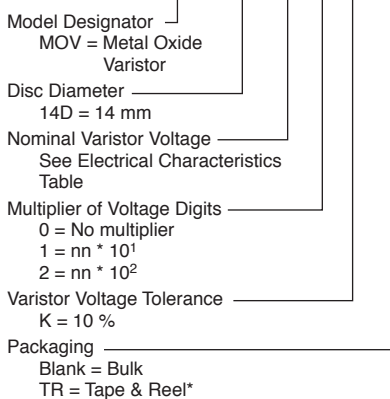 Model Designator
MOV = Metal Oxide
Varistor
Disc Diameter
14D = 14 mm
Nominal Varistor Voltage
See Electrical Characteristics
Table
Multiplier of Voltage Digits
0 = No multiplier
1 = nn * 10¹
2 = nn * 10²
Varistor Voltage Tolerance
K = 10 %
Packaging
Blank = Bulk
TR = Tape & Reel*